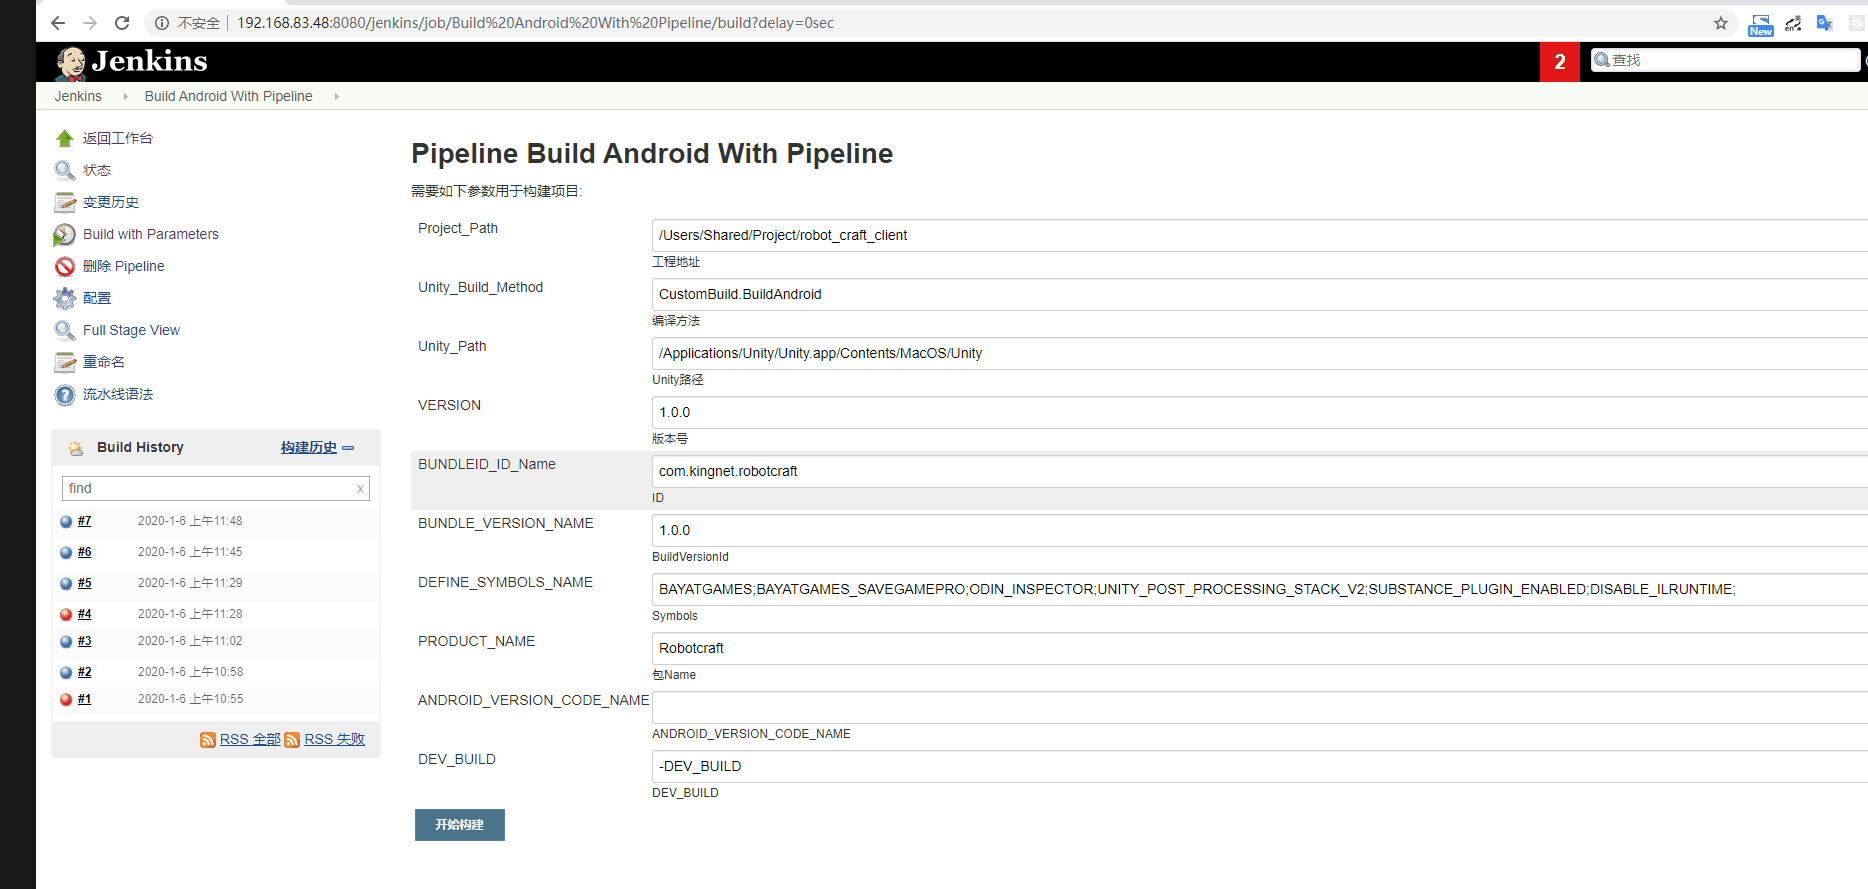 不安全 192.168.83.48:8080/jenkins/job/Build%20Android%20With%20Pipeline/build?delay=0sec
New
en
Jenkins
2
查找
Jenkins
Build Android With Pipeline
返回工作台
状态
变更历史
Build with Parameters
删除 Pipeline
配置
Full Stage View
重命名
流水线语法
Build History
构建历史
find
x
#7 2020-1-6 上午11:48
#6 2020-1-6 上午11:45
#5 2020-1-6 上午11:29
#4 2020-1-6 上午11:28
#3 2020-1-6 上午11:02
#2 2020-1-6 上午10:58
#1 2020-1-6 上午10:55
RSS 全部 RSS 失败
Pipeline Build Android With Pipeline
需要如下参数用于构建项目:
Project_Path
/Users/Shared/Project/robot_craft_client
工程地址
Unity_Build_Method
CustomBuild.BuildAndroid
编译方法
Unity_Path
/Applications/Unity/Unity.app/Contents/MacOS/Unity
Unity路径
VERSION
1.0.0
版本号
BUNDLEID_ID_Name
com.kingnet.robotcraft
ID
BUNDLE_VERSION_NAME
1.0.0
BuildVersionId
DEFINE_SYMBOLS_NAME
BAYATGAMES;BAYATGAMES_SAVEGAMEPRO;ODIN_INSPECTOR;UNITY_POST_PROCESSING_STACK_V2;SUBSTANCE_PLUGIN_ENABLED;DISABLE_ILRUNTIME;
Symbols
PRODUCT_NAME
Robotcraft
包Name
ANDROID_VERSION_CODE_NAME
ANDROID_VERSION_CODE_NAME
DEV_BUILD
-DEV_BUILD
DEV_BUILD
开始构建